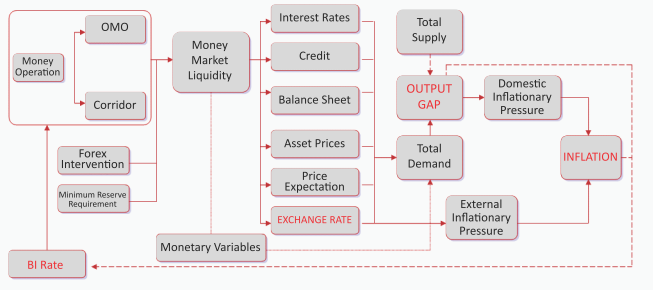 OMO
Money
Operation
Corridor
Forex
Intervention
Minimum Reserve
Requirement
BI Rate
Money
Market
Liquidity
Monetary Variables
Interest Rates
Credit
Balance Sheet
Asset Prices
Price
Expectation
EXCHANGE RATE
Total
Supply
OUTPUT
GAP
Total
Demand
Domestic
Inflationary
Pressure
External
Inflationary
Pressure
INFLATION